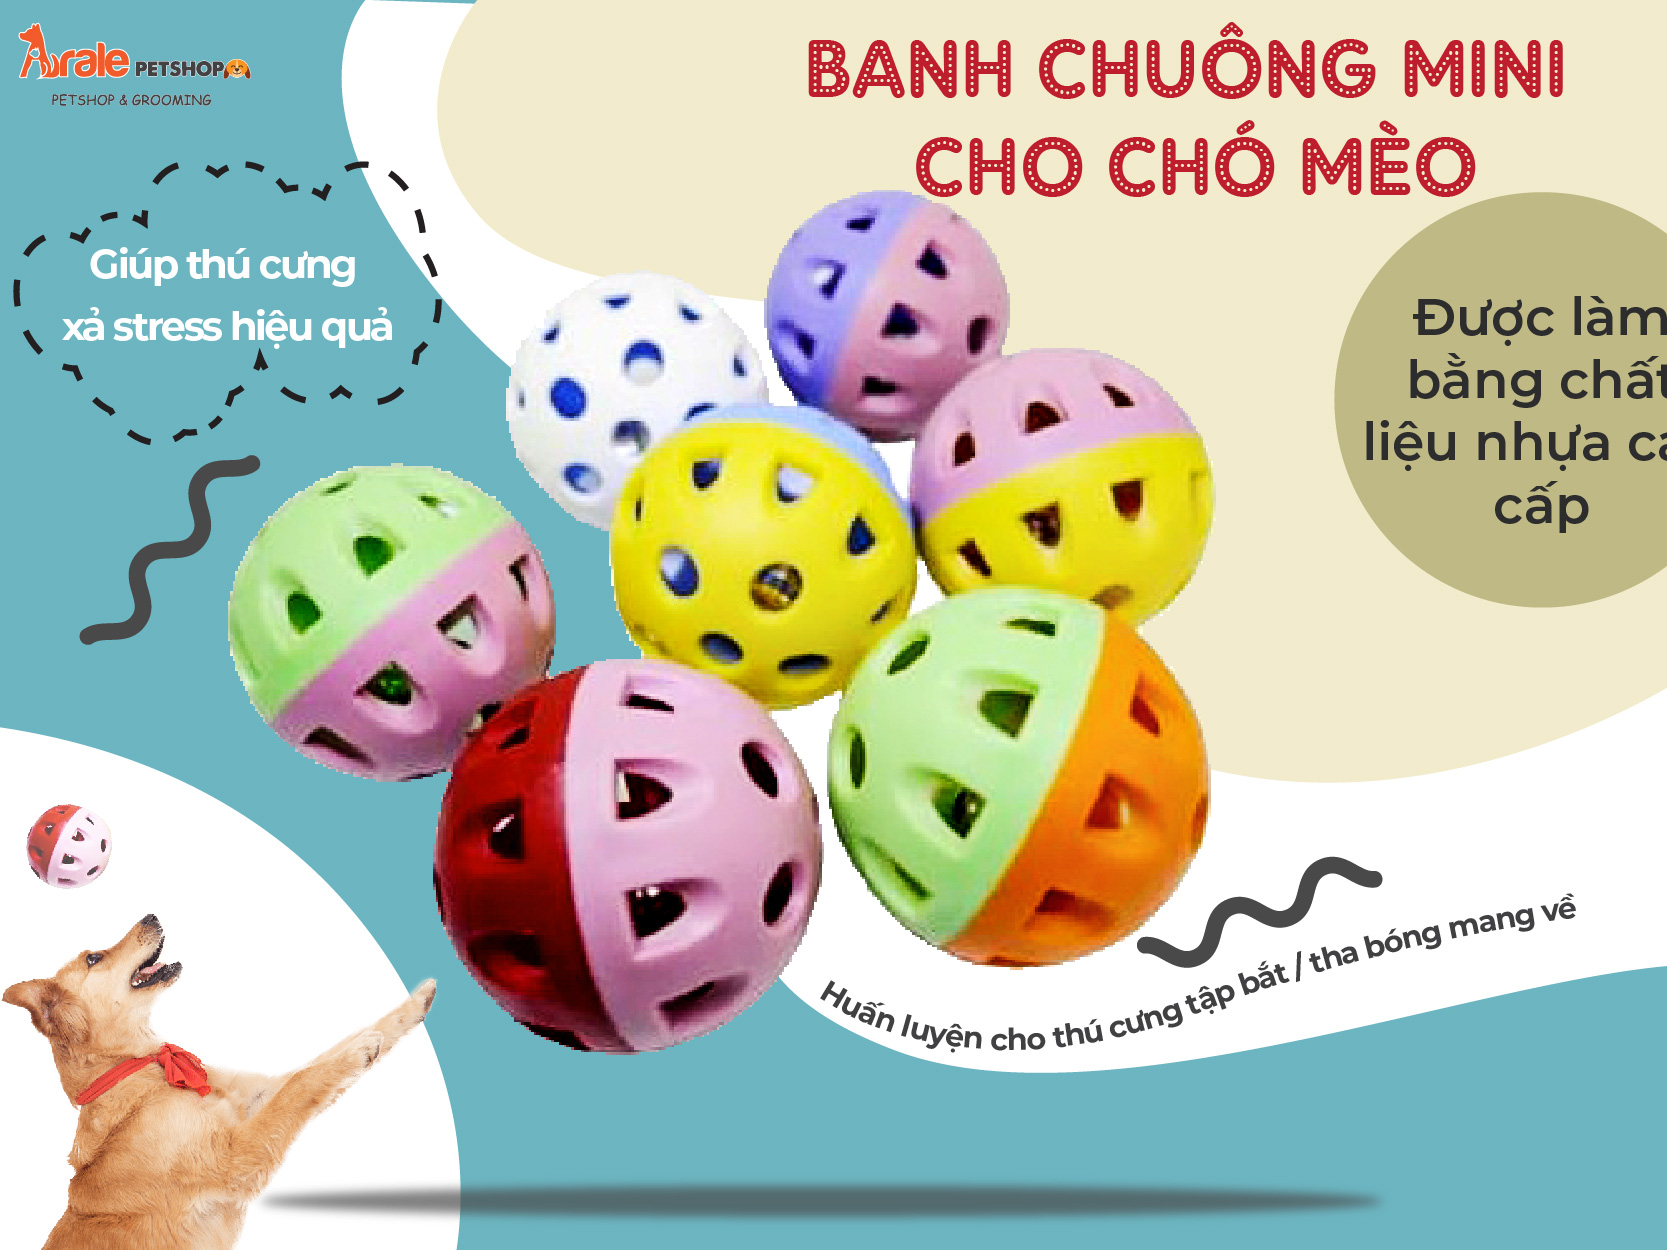 Arale PETSHOP
PETSHOP & GROOMING
BANH CHUÔNG MINI
CHO CHÓ MÈO
Giúp thú cưng
xả stress hiệu quả
Được làm
bằng chất
liệu nhựa ca
cấp
Huấn luyện cho thú cưng tập bắt / tha bóng mang về